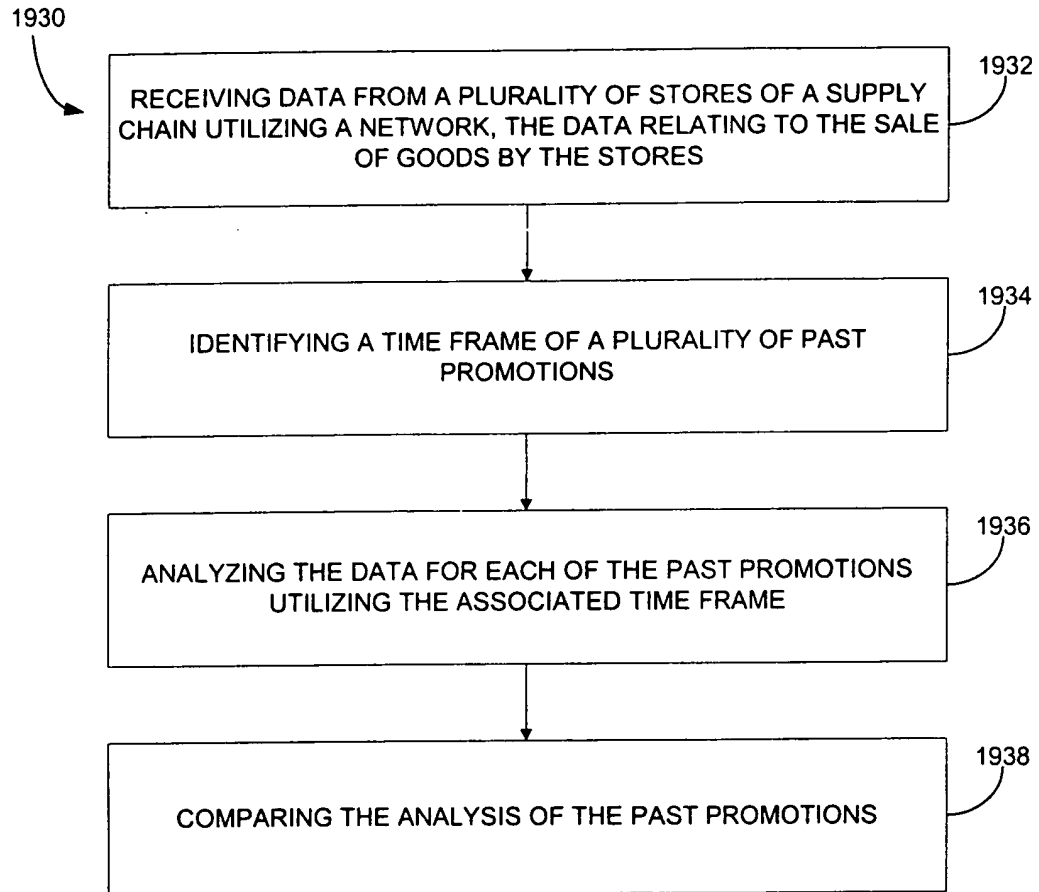 1930
1932
RECEIVING DATA FROM A PLURALITY OF STORES OF A SUPPLY
CHAIN UTILIZING A NETWORK, THE DATA RELATING TO THE SALE
OF GOODS BY THE STORES
1934
IDENTIFYING A TIME FRAME OF A PLURALITY OF PAST
PROMOTIONS
1936
ANALYZING THE DATA FOR EACH OF THE PAST PROMOTIONS
UTILIZING THE ASSOCIATED TIME FRAME
1938
COMPARING THE ANALYSIS OF THE PAST PROMOTIONS